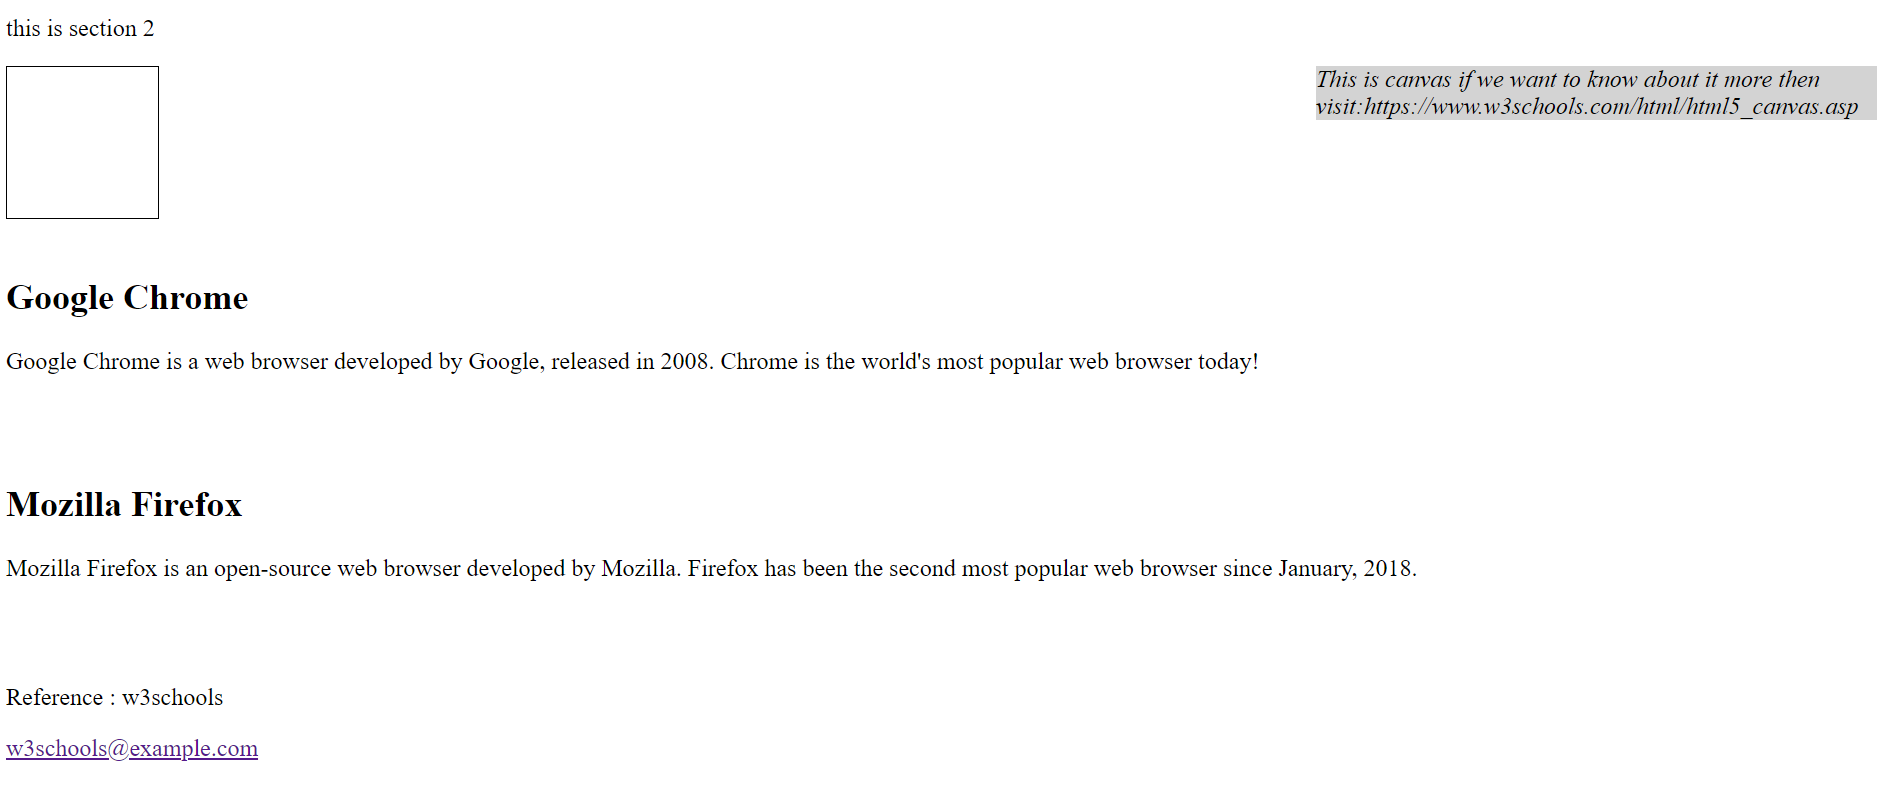 this is section 2
This is canvas if we want to know about it more then
visit:https://www.w3schools.com/html/html5_canvas.asp
Google Chrome
Google Chrome is a web browser developed by Google, released in 2008. Chrome is the world's most popular web browser today!
Mozilla Firefox
Mozilla Firefox is an open-source web browser developed by Mozilla. Firefox has been the second most popular web browser since January, 2018.
Reference : w3schools
w3schools@example.com